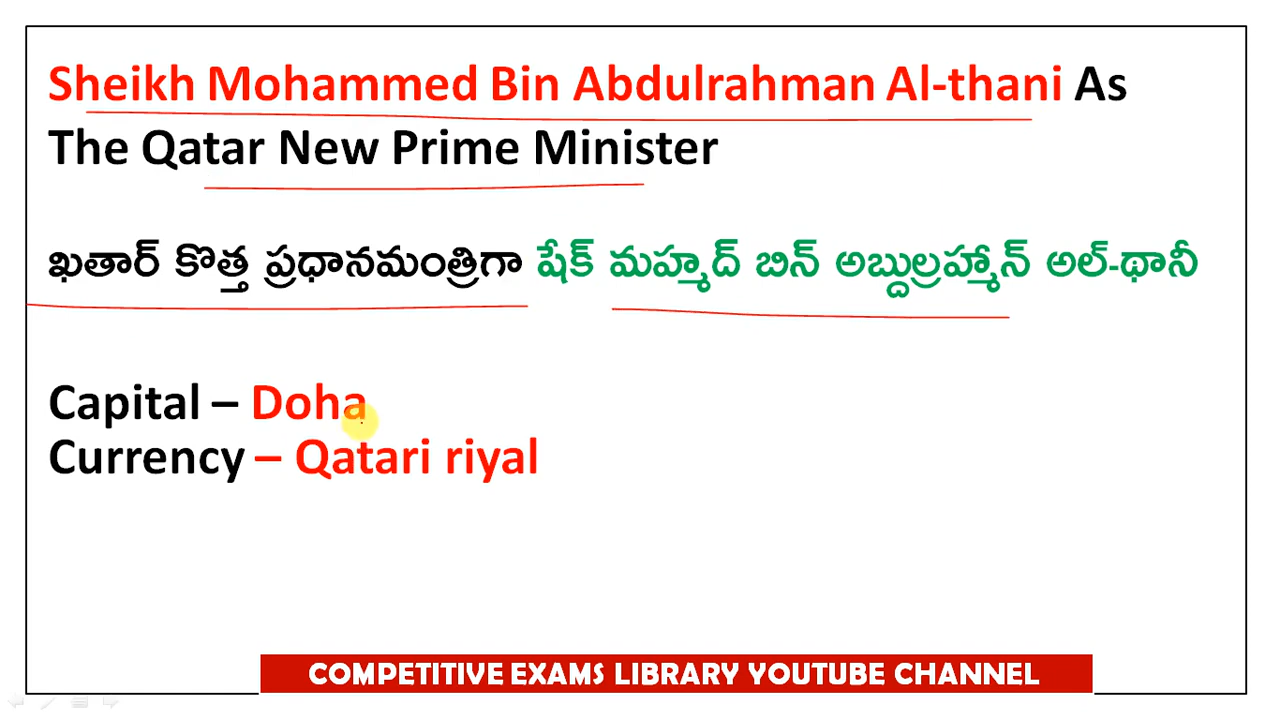 Sheikh Mohammed Bin Abdulrahman Al-thani As
The Qatar New Prime Minister
ఖతార్ కొత్త ప్రధానమంత్రిగా షేక్ మహ్మద్ బిన్ అబ్దుల్రహ్మాన్ అల్-థానీ
Capital – Doha
Currency – Qatari riyal
COMPETITIVE EXAMS LIBRARY YOUTUBE CHANNEL